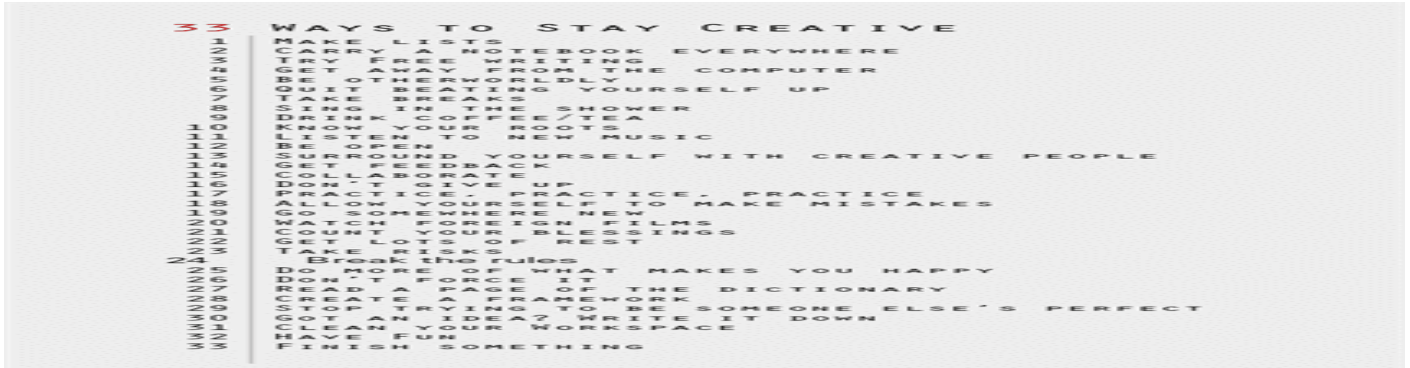 33 Ways to Stay Creative
1 Make lists
2 Carry a notebook everywhere
3 Try free writing
4 Get away from the computer
5 Be otherworldly
6 Quit beating yourself up
7 Take breaks
8 Sing in the shower
9 Drink coffee/tea
10 Know your roots
11 Listen to new music
12 Be open
13 Surround yourself with creative people
14 Get feedback
15 Collaborate
16 Don't give up
17 Practice, practice, practice
18 Allow yourself to make mistakes
19 Go somewhere new
20 Watch foreign films
21 Count your blessings
22 Get lots of rest
23 Take risks
24 Break the rules
25 Do more of what makes you happy
26 Don't force it
27 Read a page of the dictionary
28 Create a framework
29 Stop trying to be someone else's perfect
30 Got an idea? Write it down
31 Clean your workspace
32 Have fun
33 Finish something